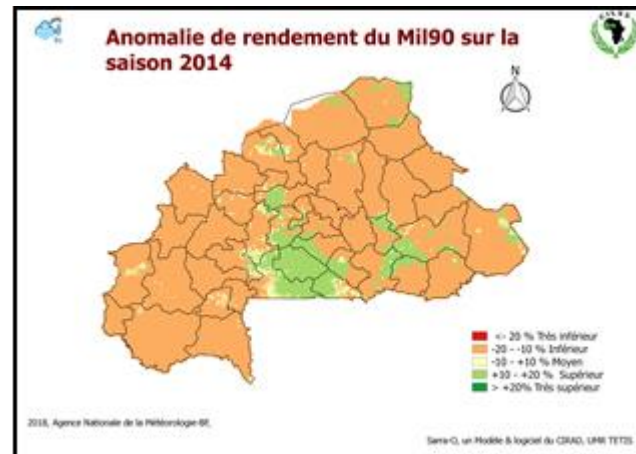 Anomalie de rendement du Mil90 sur la
saison 2014
N
<- 20 % Très inférieur
-20 - -10 % Inférieur
-10 - +10 % Moyen
+10 - +20 % Supérieur
> +20% Très supérieur
2018, Agence Nationale de la Météorologie-BF,
Sarra-O, un Modèle & logiciel du CIRAD, UMR TETIS